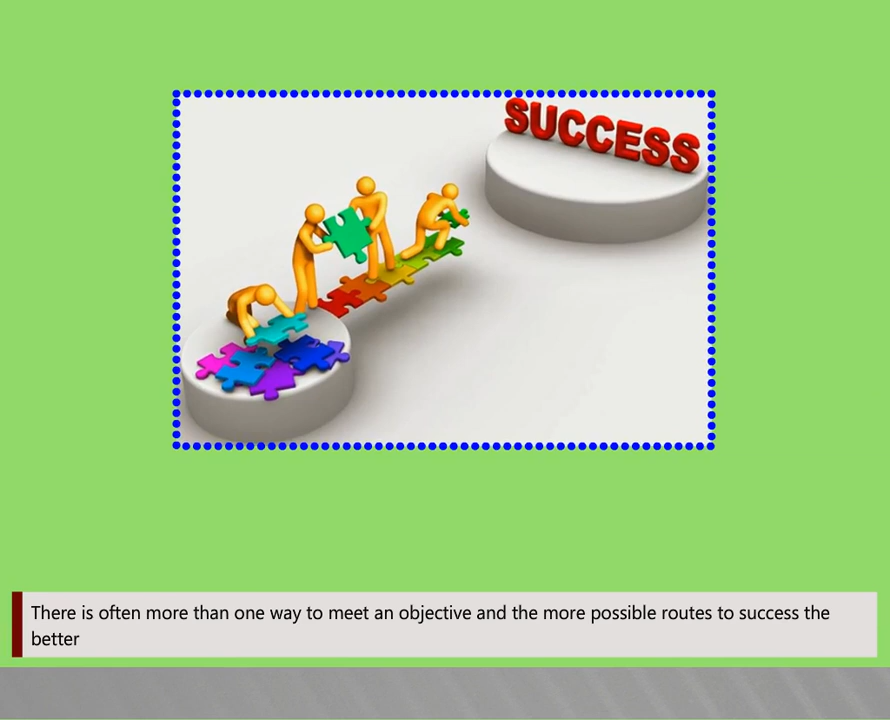 SUCCESS
There is often more than one way to meet an objective and the more possible routes to success the
better